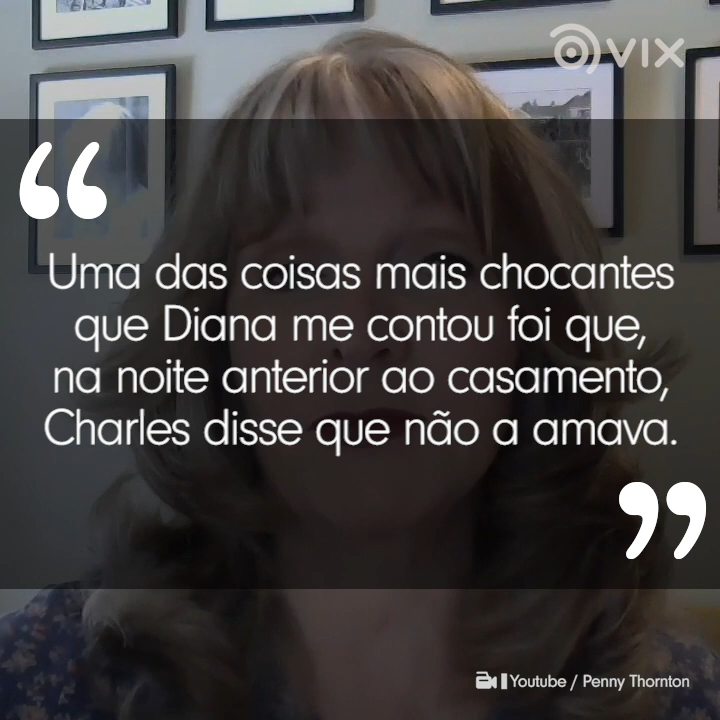 VIX
“
Uma das coisas mais chocantes
que Diana me contou foi que,
na noite anterior ao casamento,
Charles disse que não a amava.
”
Youtube / Penny Thornton